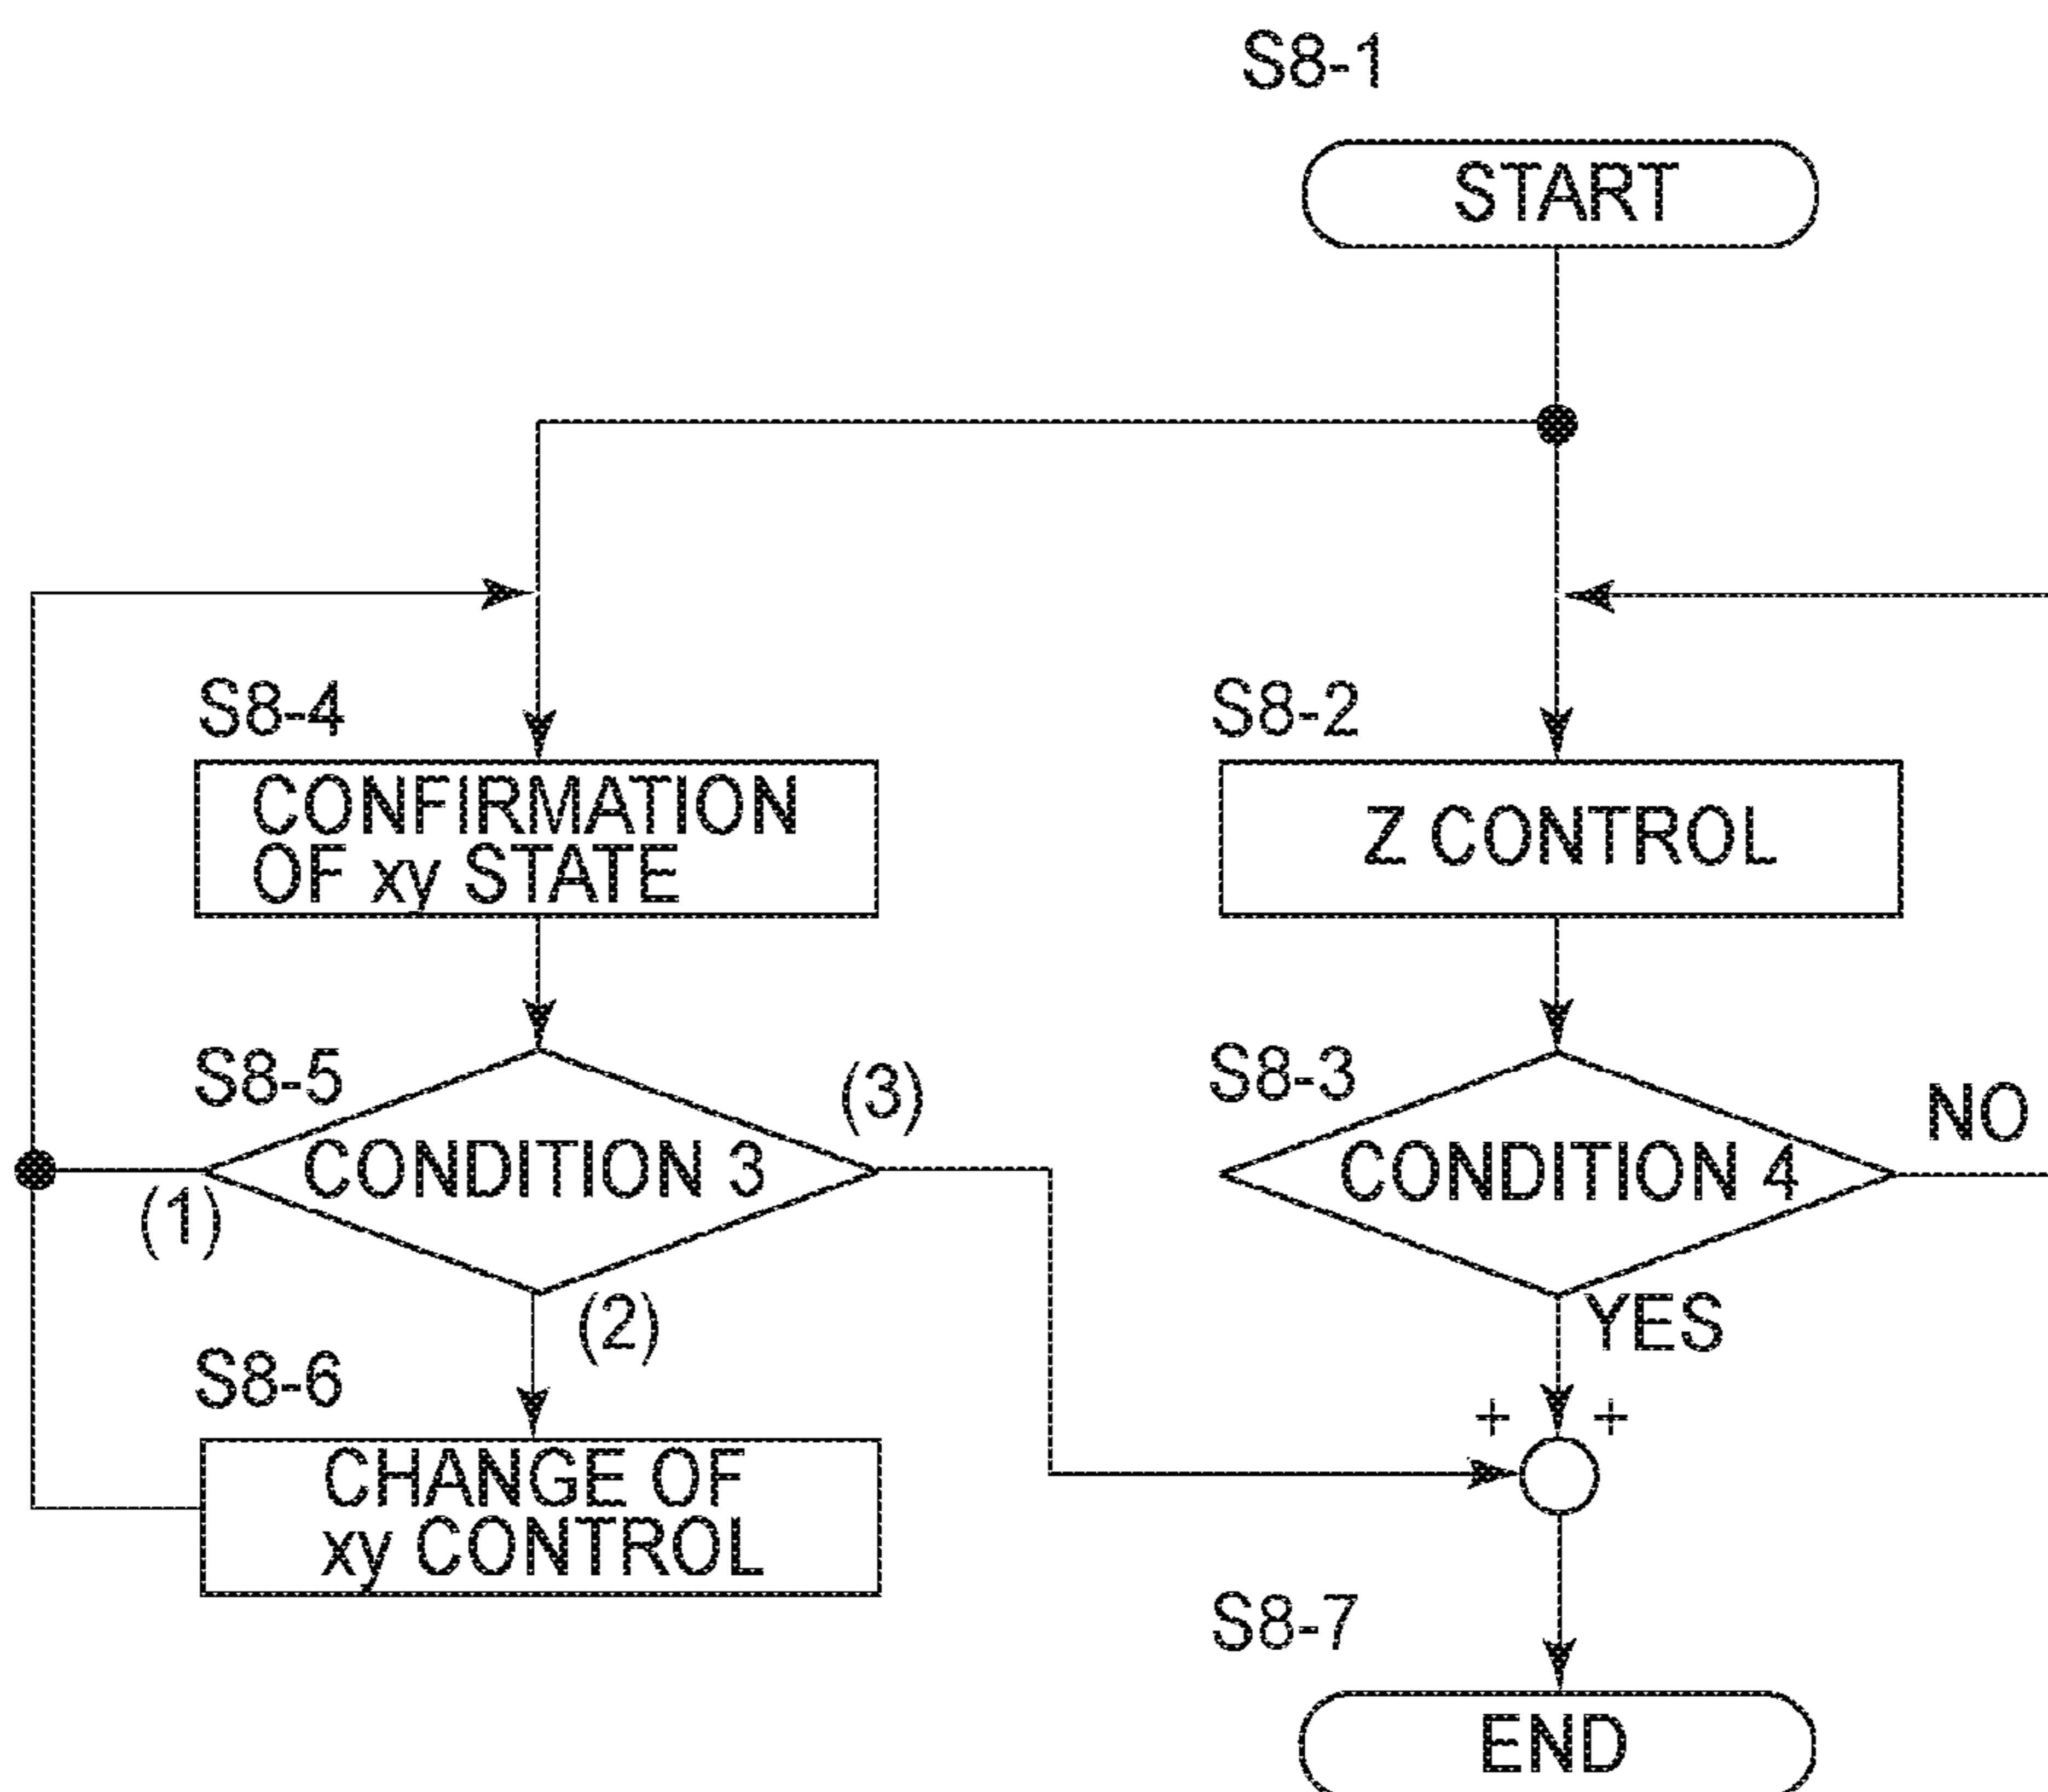 S8-1
START
S8-4
CONFIRMATION
OF xy STATE
S8-2
Z CONTROL
S8-5
CONDITION 3
(1)
(2)
(3)
S8-3
CONDITION 4
NO
YES
S8-6
CHANGE OF
xy CONTROL
+ +
S8-7
END